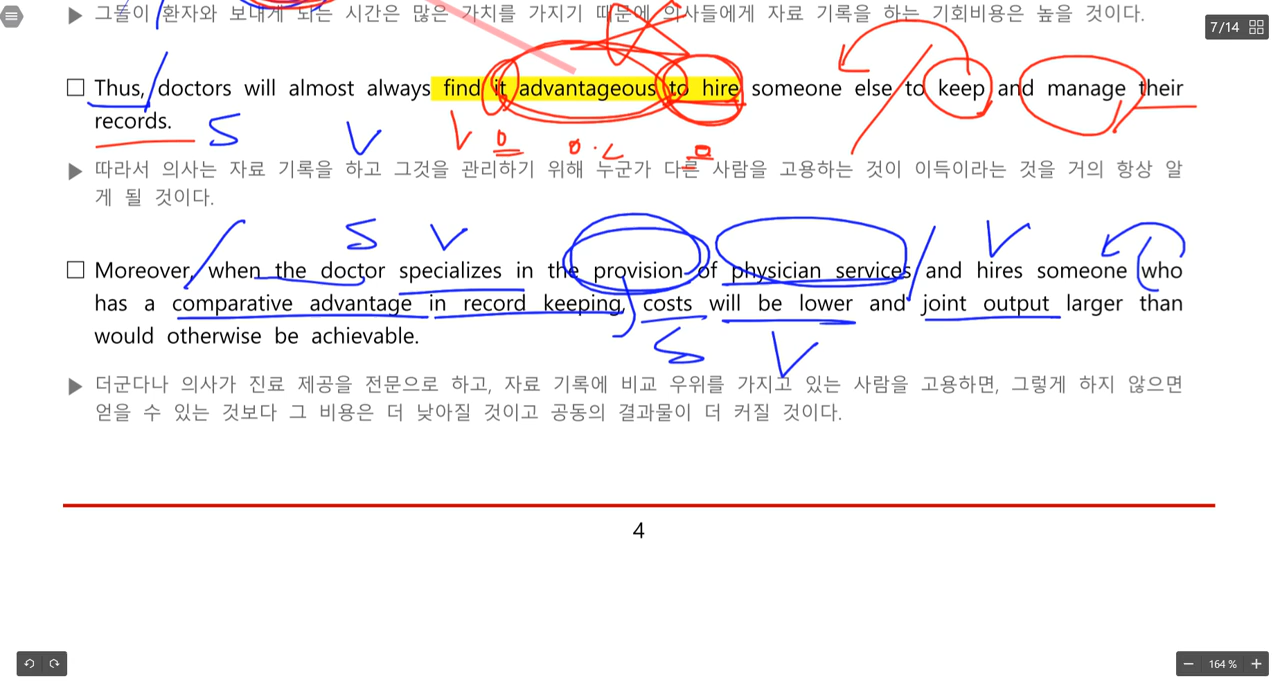 ▶ 그들이 환자와 보내게 되는 시간은 많은 가치를 가지기 때문에 의사들에게 자료 기록을 하는 기회비용은 높을 것이다.
7/14
□ Thus, doctors will almost always find it advantageous to hire someone else to keep and manage their
records.
S V V O O.C O
▶ 따라서 의사는 자료 기록을 하고 그것을 관리하기 위해 누군가 다른 사람을 고용하는 것이 이득이라는 것을 거의 항상 알
게 될 것이다.
S V V
□ Moreover, when the doctor specializes in the provision of physician services and hires someone who
has a comparative advantage in record keeping, costs will be lower and joint output larger than
would otherwise be achievable.
S V
▶ 더군다나 의사가 진료 제공을 전문으로 하고, 자료 기록에 비교 우위를 가지고 있는 사람을 고용하면, 그렇게 하지 않으면
얻을 수 있는 것보다 그 비용은 더 낮아질 것이고 공동의 결과물이 더 커질 것이다.
4
164 %